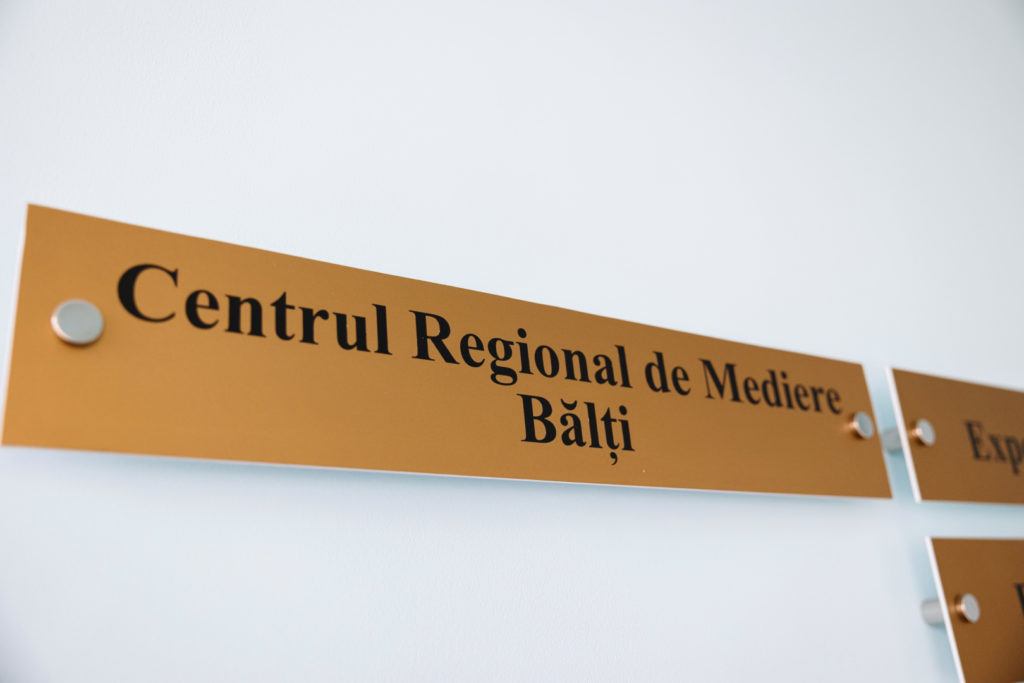 Centrul Regional de Mediere
Bălți